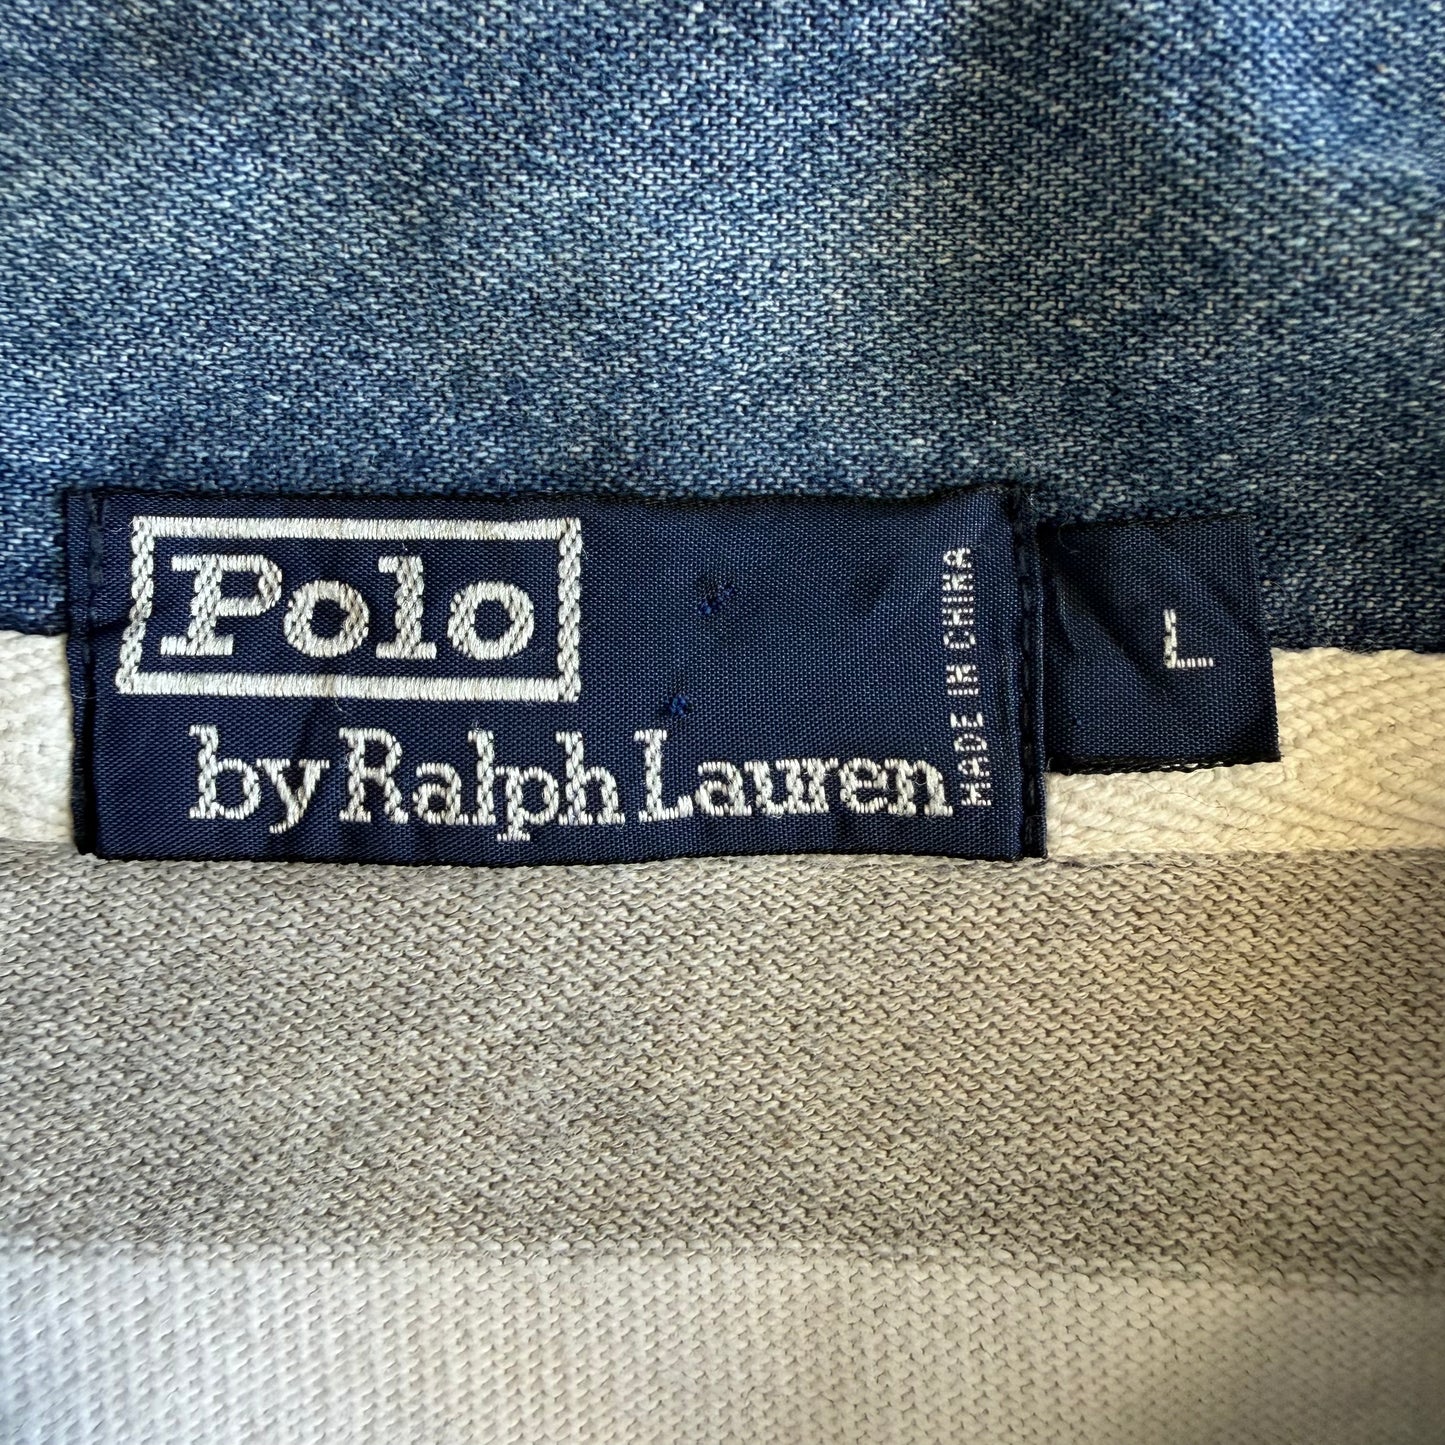 Polo
by Ralph Lauren
MADE IN CHINA
L